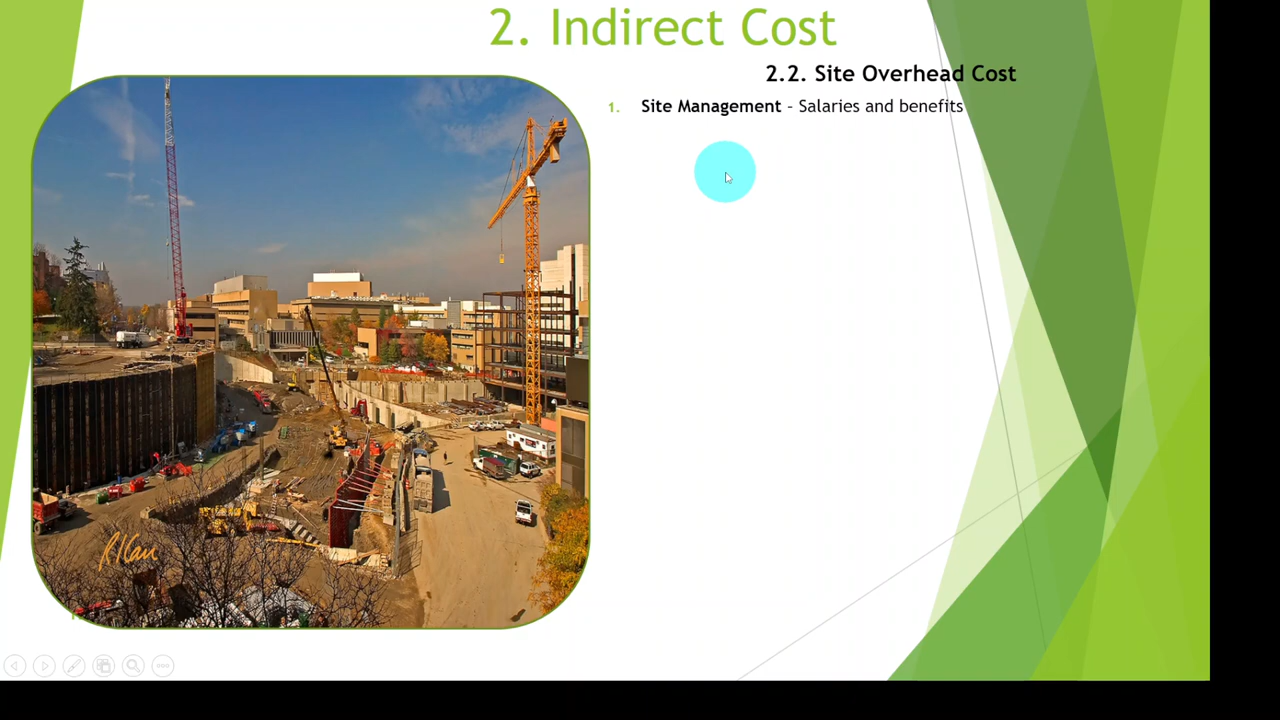 2. Indirect Cost
2.2. Site Overhead Cost
1. Site Management – Salaries and benefits